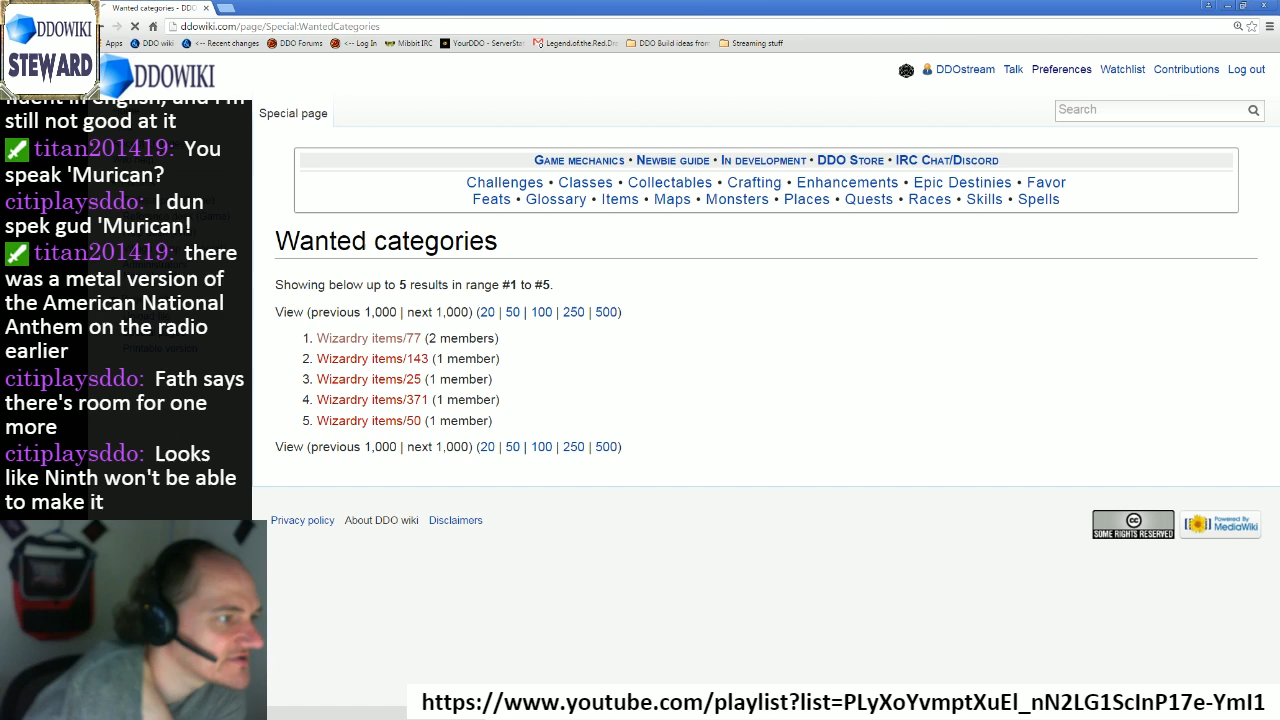 Wanted categories - DDO
ddowiki.com/page/Special:WantedCategories
Apps DDO wiki <-- Recent changes DDO Forums <-- Log In Mibbit IRC YourDDO - ServerStat Legend.of.the.Red.Dra DDO Build ideas from Streaming stuff
DDOWIKI
STEWARD
DDOWIKI
DDOstream Talk Preferences Watchlist Contributions Log out
Special page
Search
Game mechanics • Newbie guide • In development • DDO Store • IRC Chat/Discord
Challenges • Classes • Collectables • Crafting • Enhancements • Epic Destinies • Favor
Feats • Glossary • Items • Maps • Monsters • Places • Quests • Races • Skills • Spells
Wanted categories
Showing below up to 5 results in range #1 to #5.
View (previous 1,000 | next 1,000) (20 | 50 | 100 | 250 | 500)
1. Wizardry items/77 (2 members)
2. Wizardry items/143 (1 member)
3. Wizardry items/25 (1 member)
4. Wizardry items/371 (1 member)
5. Wizardry items/50 (1 member)
View (previous 1,000 | next 1,000) (20 | 50 | 100 | 250 | 500)
Privacy policy About DDO wiki Disclaimers
SOME RIGHTS RESERVED
Powered By
MediaWiki
fluent in english, and I'm
still not good at it
titan201419: You
speak 'Murican?
citiplaysddo: I dun
spek gud 'Murican!
titan201419: there
was a metal version of
the American National
Anthem on the radio
earlier
Printable version
citiplaysddo: Fath says
there's room for one
more
citiplaysddo: Looks
like Ninth won't be able
to make it
https://www.youtube.com/playlist?list=PLyXoYvmptXuEl_nN2LG1ScInP17e-YmI1